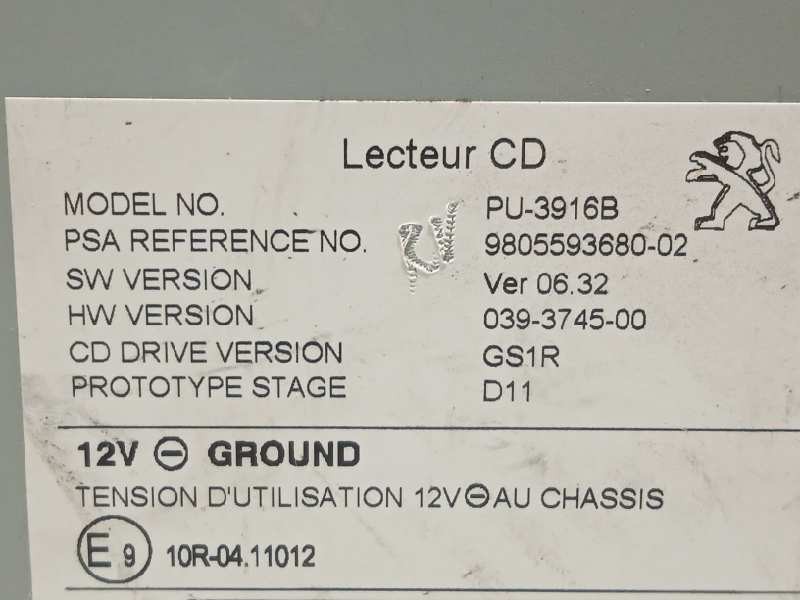 Lecteur CD
MODEL NO. PU-3916B
PSA REFERENCE NO. 9805593680-02
SW VERSION Ver 06.32
HW VERSION 039-3745-00
CD DRIVE VERSION GS1R
PROTOTYPE STAGE D11
12V ⊖ GROUND
TENSION D'UTILISATION 12V⊖AU CHASSIS
E 9 10R-04.11012